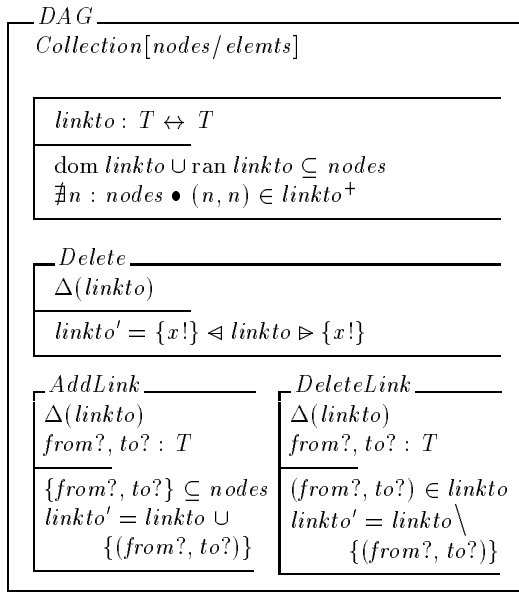 DAG
Collection[nodes/elemts]
linkto : T ↔ T
dom linkto ∪ ran linkto ⊆ nodes
∄n : nodes • (n, n) ∈ linkto⁺
Delete
Δ(linkto)
linkto′ = {x!} ⩤ linkto ⩥ {x!}
AddLink
Δ(linkto)
from?, to? : T
{from?, to?} ⊆ nodes
linkto′ = linkto ∪
{(from?, to?)}
DeleteLink
Δ(linkto)
from?, to? : T
(from?, to?) ∈ linkto
linkto′ = linkto \
{(from?, to?)}